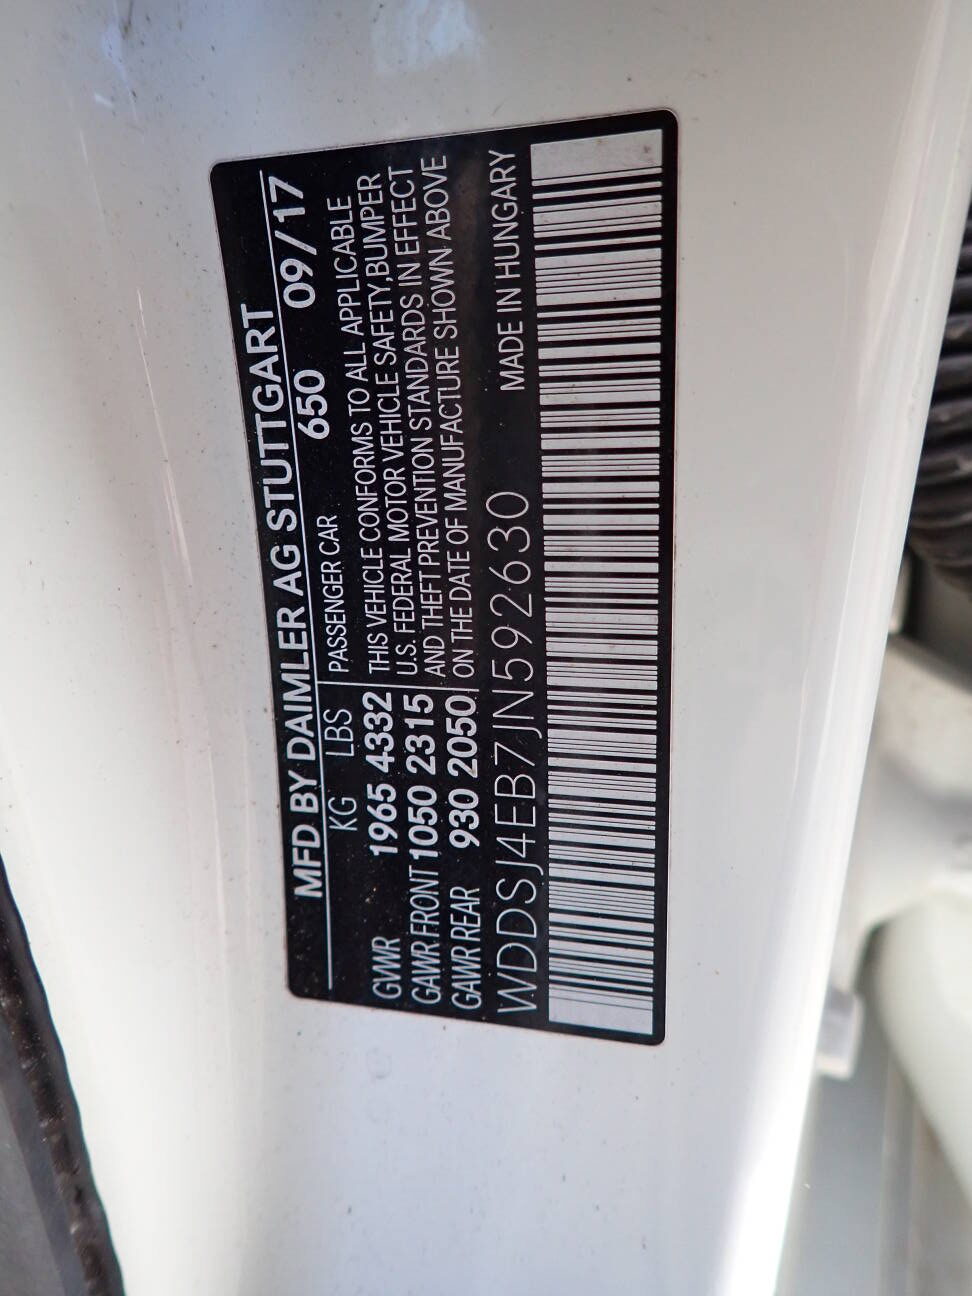 MFD BY DAIMLER AG STUTTGART
KG LBS PASSENGER CAR 650 09/17
GVWR 1965 4332 THIS VEHICLE CONFORMS TO ALL APPLICABLE
GAWR FRONT 1050 2315 U.S. FEDERAL MOTOR VEHICLE SAFETY,BUMPER
GAWR REAR 930 2050 AND THEFT PREVENTION STANDARDS IN EFFECT
ON THE DATE OF MANUFACTURE SHOWN ABOVE
WDDSJ4EB7JN592630 MADE IN HUNGARY